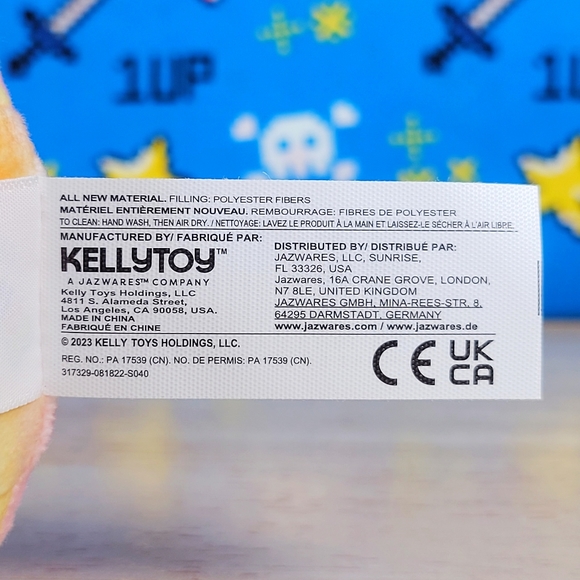 1UP
ALL NEW MATERIAL. FILLING: POLYESTER FIBERS
MATÉRIEL ENTIÈREMENT NOUVEAU. REMBOURRAGE: FIBRES DE POLYESTER
TO CLEAN: HAND WASH, THEN AIR DRY. / NETTOYAGE: LAVEZ LE PRODUIT À LA MAIN ET LAISSEZ-LE SÉCHER À L'AIR LIBRE.
MANUFACTURED BY/ FABRIQUÉ PAR:
KELLYTOY™
A JAZWARES™ COMPANY
Kelly Toys Holdings, LLC
4811 S. Alameda Street,
Los Angeles, CA 90058, USA.
MADE IN CHINA
FABRIQUÉ EN CHINE
DISTRIBUTED BY/ DISTRIBUÉ PAR:
JAZWARES, LLC, SUNRISE,
FL 33326, USA
Jazwares, 16A CRANE GROVE, LONDON,
N7 8LE, UNITED KINGDOM
JAZWARES GMBH, MINA-REES-STR. 8,
64295 DARMSTADT, GERMANY
www.jazwares.com / www.jazwares.de
© 2023 KELLY TOYS HOLDINGS, LLC.
REG. NO.: PA 17539 (CN). NO. DE PERMIS: PA 17539 (CN).
317329-081822-S040
CE
UK
CA